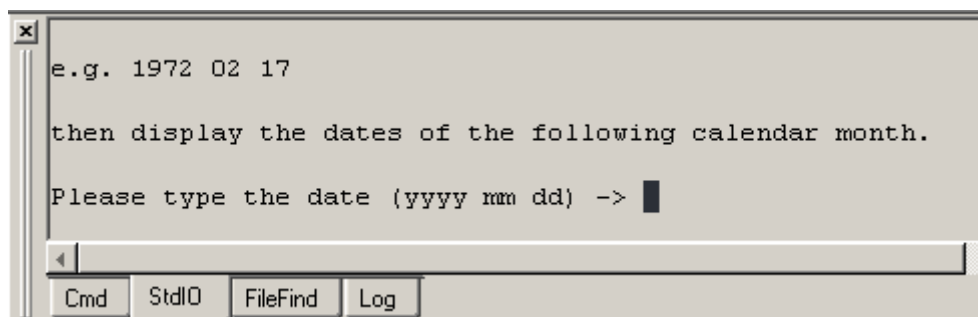 e.g. 1972 02 17
then display the dates of the following calendar month.
Please type the date (yyyy mm dd) ->
Cmd StdIO FileFind Log